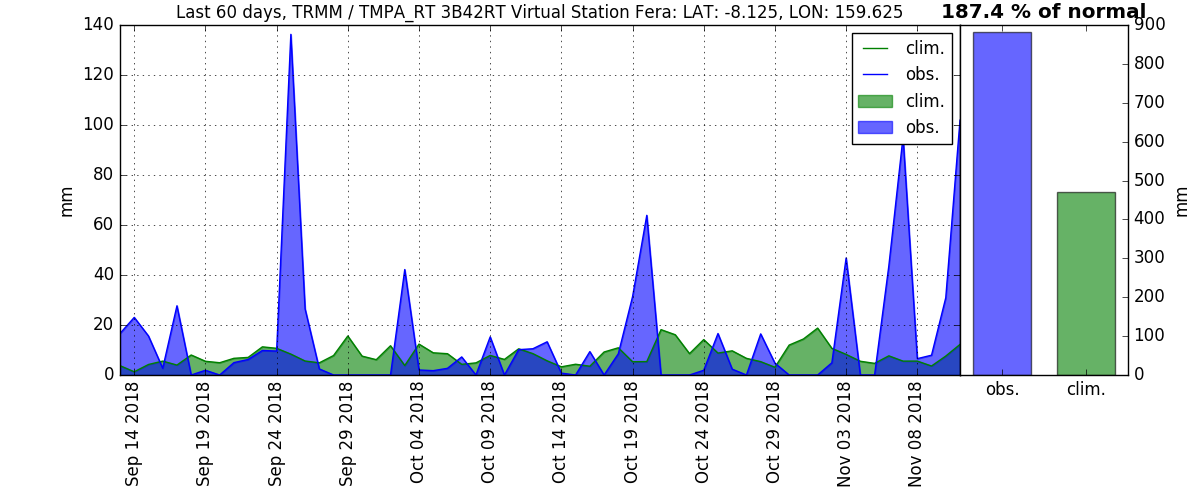 Last 60 days, TRMM / TMPA_RT 3B42RT Virtual Station Fera: LAT: -8.125, LON: 159.625
187.4 % of normal
140
120
100
80
60
40
20
0
mm
clim.
obs.
clim.
obs.
Sep 14 2018
Sep 19 2018
Sep 24 2018
Sep 29 2018
Oct 04 2018
Oct 09 2018
Oct 14 2018
Oct 19 2018
Oct 24 2018
Oct 29 2018
Nov 03 2018
Nov 08 2018
900
800
700
600
500
400
300
200
100
0
mm
obs.
clim.